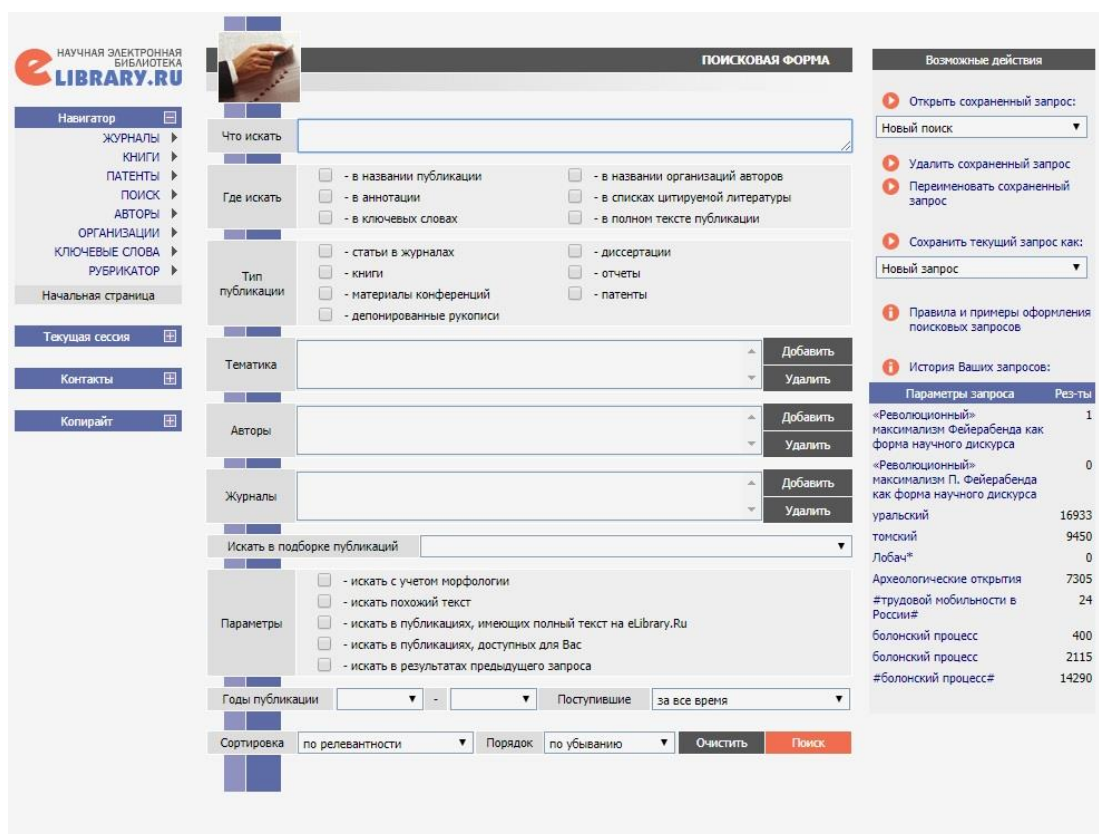 НАУЧНАЯ ЭЛЕКТРОННАЯ
БИБЛИОТЕКА
eLIBRARY.RU
Навигатор
ЖУРНАЛЫ
КНИГИ
ПАТЕНТЫ
ПОИСК
АВТОРЫ
ОРГАНИЗАЦИИ
КЛЮЧЕВЫЕ СЛОВА
РУБРИКАТОР
Начальная страница
Текущая сессия
Контакты
Копирайт
ПОИСКОВАЯ ФОРМА
Что искать
Где искать
- в названии публикации
- в аннотации
- в ключевых словах
- в названии организаций авторов
- в списках цитируемой литературы
- в полном тексте публикации
Тип
публикации
- статьи в журналах
- книги
- материалы конференций
- депонированные рукописи
- диссертации
- отчеты
- патенты
Тематика
Добавить
Удалить
Авторы
Добавить
Удалить
Журналы
Добавить
Удалить
Искать в подборке публикаций
Параметры
- искать с учетом морфологии
- искать похожий текст
- искать в публикациях, имеющих полный текст на eLibrary.Ru
- искать в публикациях, доступных для Вас
- искать в результатах предыдущего запроса
Годы публикации - Поступившие за все время
Сортировка по релевантности Порядок по убыванию Очистить Поиск
Возможные действия
Открыть сохраненный запрос:
Новый поиск
Удалить сохраненный запрос
Переименовать сохраненный
запрос
Сохранить текущий запрос как:
Новый запрос
Правила и примеры оформления
поисковых запросов
История Ваших запросов:
Параметры запроса Рез-ты
«Революционный» 1
максимализм Фейерабенда как
форма научного дискурса
«Революционный» 0
максимализм П. Фейерабенда
как форма научного дискурса
уральский 16933
томский 9450
Лобач* 0
Археологические открытия 7305
#трудовой мобильности в 24
России#
болонский процесс 400
болонский процесс 2115
#болонский процесс# 14290